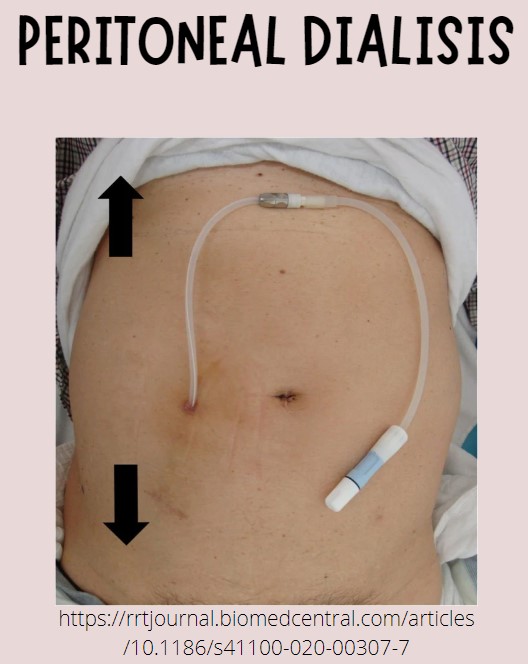 PERITONEAL DIALISIS
https://rrtjournal.biomedcentral.com/articles
/10.1186/s41100-020-00307-7